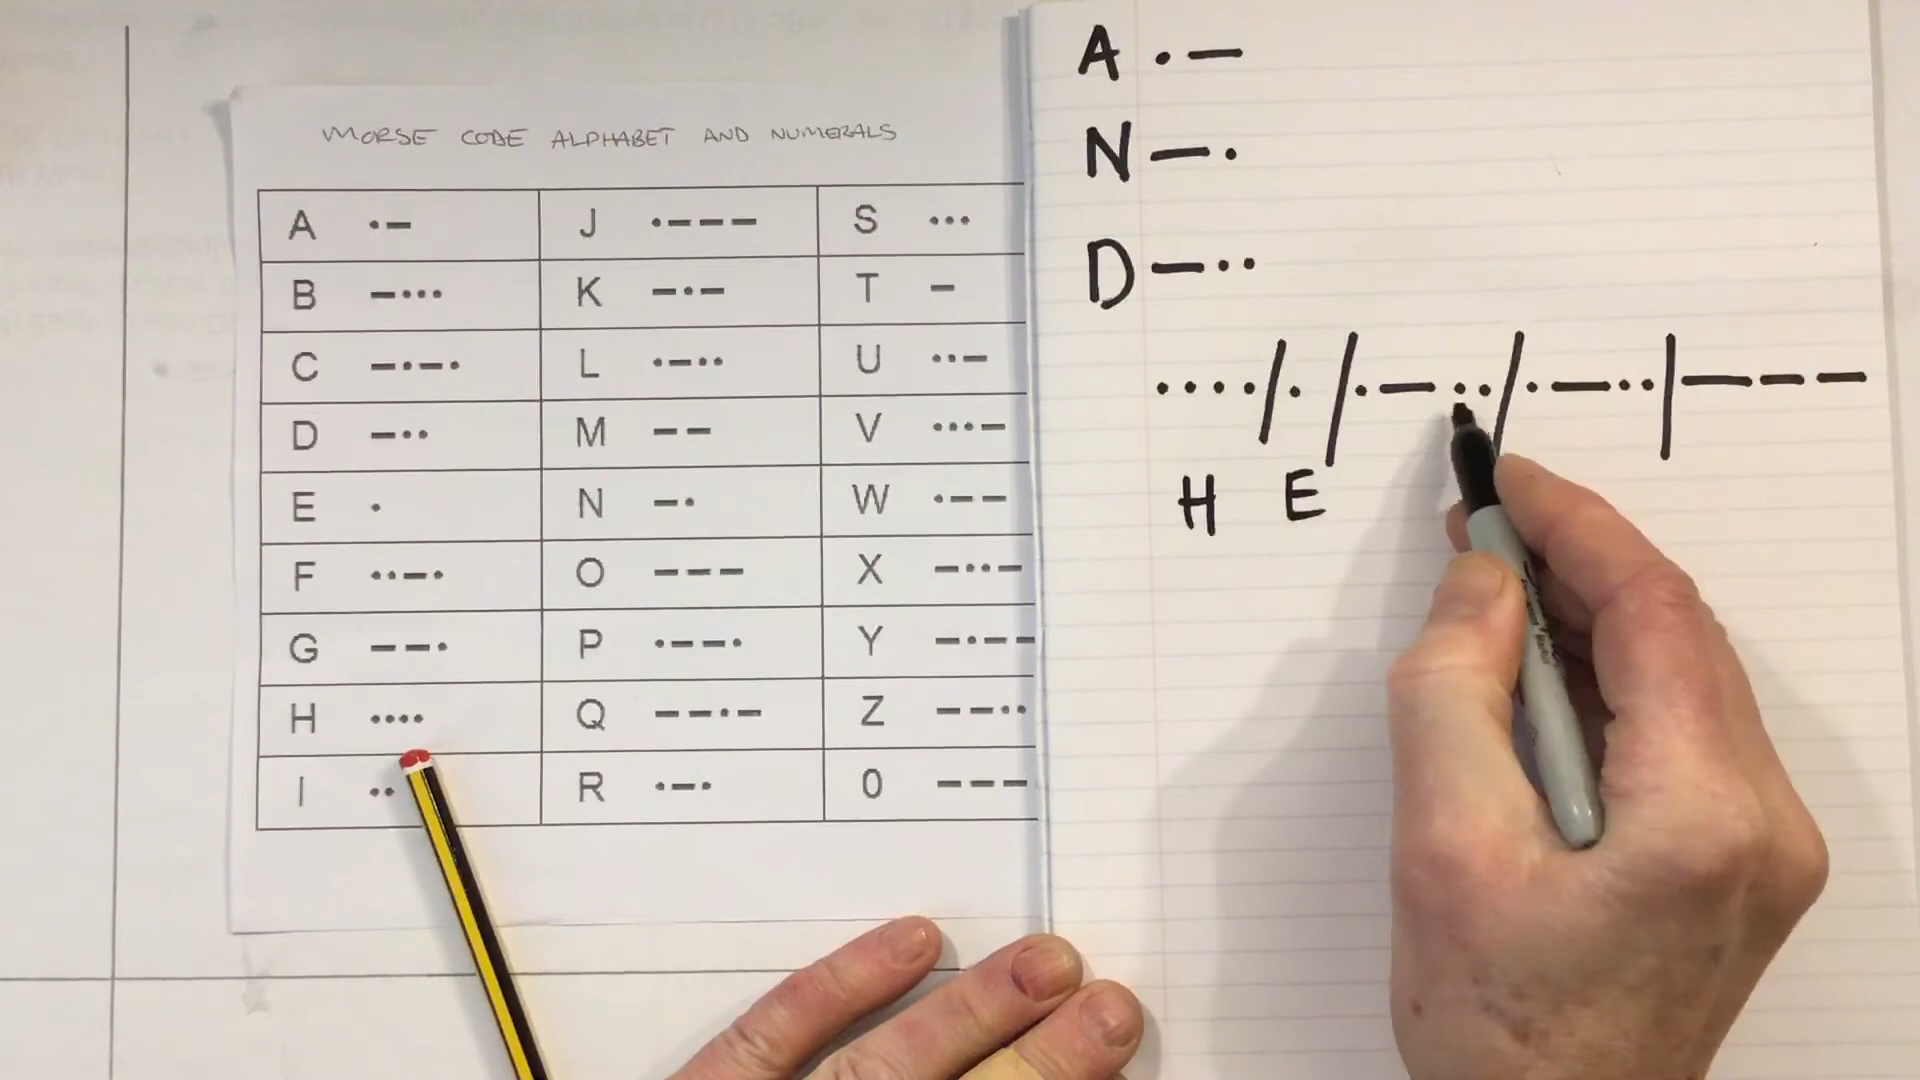 MORSE CODE ALPHABET AND NUMERALS
A •– J •––– S •••
B –••• K –•– T –
C –•–• L •–•• U ••–
D –•• M –– V •••–
E • N –• W •––
F ••–• O ––– X –••–
G ––• P •––• Y –•––
H •••• Q ––•– Z ––••
I •• R •–• 0 –––
A •–
N –•
D –••
••••/•/•–••/•–••|–––
H E